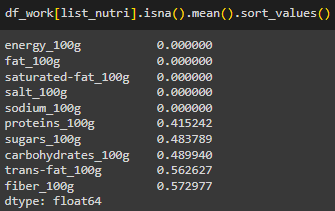 df_work[list_nutri].isna().mean().sort_values()
energy_100g 0.000000
fat_100g 0.000000
saturated-fat_100g 0.000000
salt_100g 0.000000
sodium_100g 0.000000
proteins_100g 0.415242
sugars_100g 0.483789
carbohydrates_100g 0.489940
trans-fat_100g 0.562627
fiber_100g 0.572977
dtype: float64